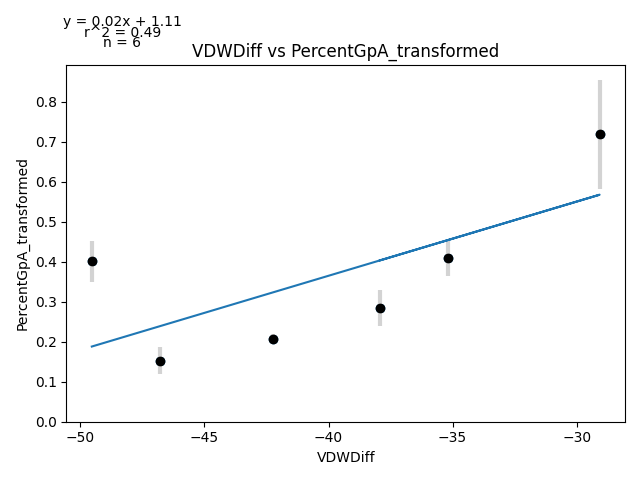 y = 0.02x + 1.11
r^2 = 0.49
n = 6
VDWDiff vs PercentGpA_transformed
PercentGpA_transformed
0.8
0.7
0.6
0.5
0.4
0.3
0.2
0.1
0.0
−50
−45
−40
−35
−30
VDWDiff